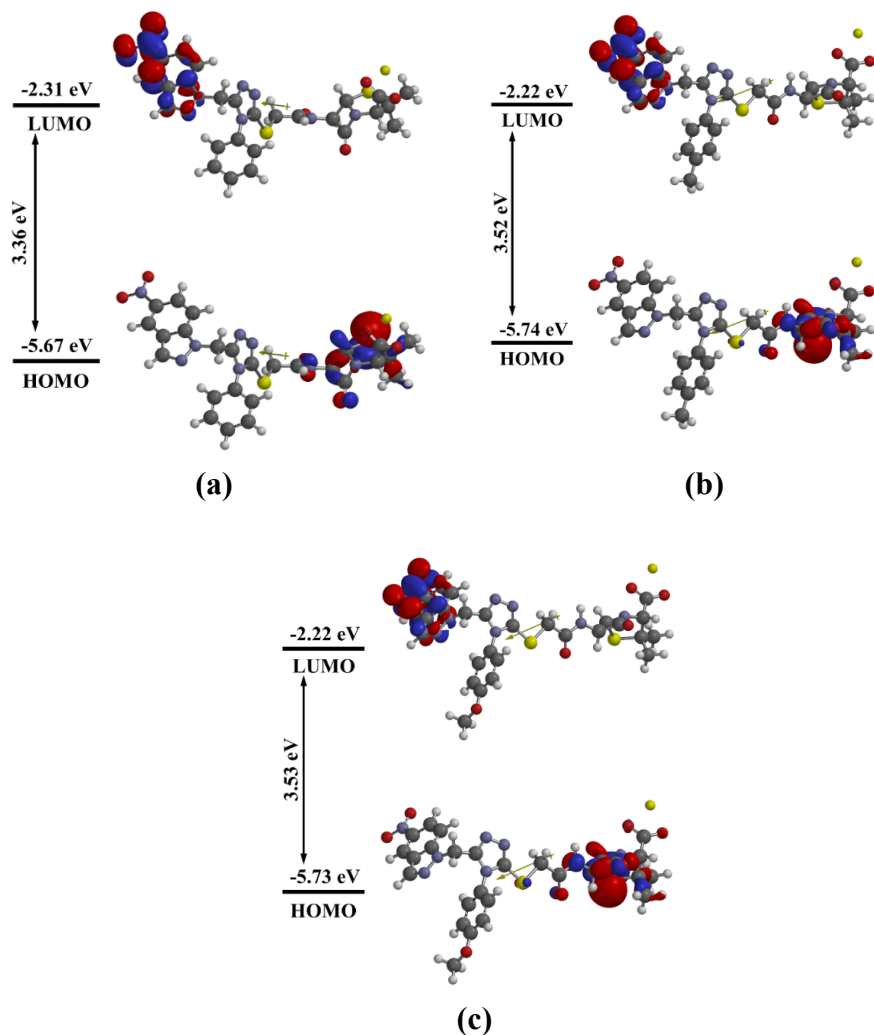 -2.31 eV
LUMO
3.36 eV
-5.67 eV
HOMO
(a)
-2.22 eV
LUMO
3.52 eV
-5.74 eV
HOMO
(b)
-2.22 eV
LUMO
3.53 eV
-5.73 eV
HOMO
(c)